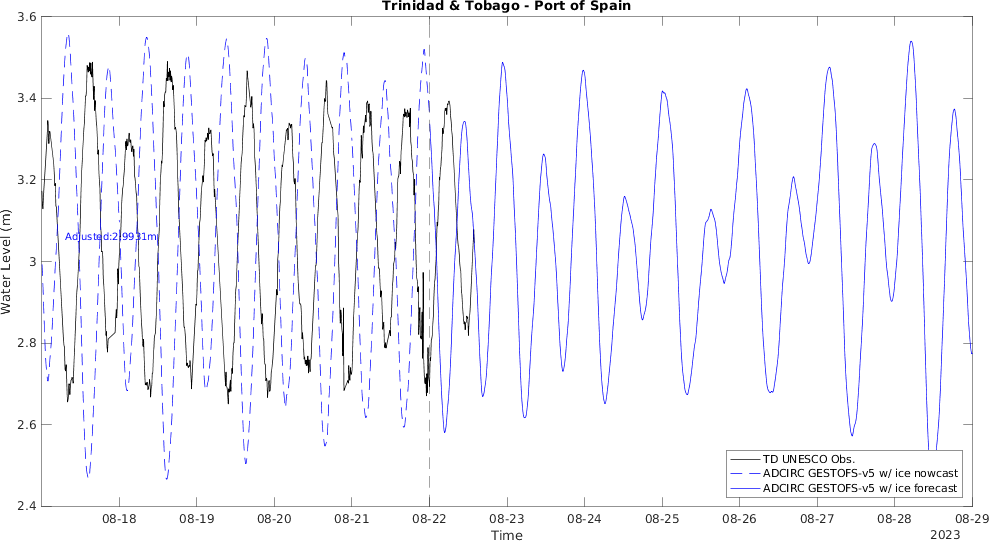 Trinidad & Tobago - Port of Spain
3.6
3.4
3.2
3
2.8
2.6
2.4
Water Level (m)
Adjusted:2.9931m
TD UNESCO Obs.
ADCIRC GESTOFS-v5 w/ ice nowcast
ADCIRC GESTOFS-v5 w/ ice forecast
08-18 08-19 08-20 08-21 08-22 08-23 08-24 08-25 08-26 08-27 08-28 08-29
Time
2023